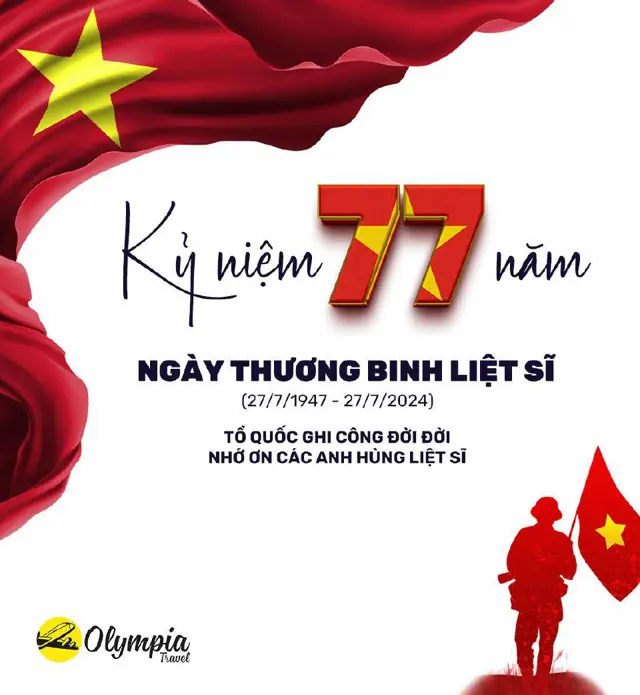 Kỷ niệm 77 năm
NGÀY THƯƠNG BINH LIỆT SĨ
(27/7/1947 - 27/7/2024)
TỔ QUỐC GHI CÔNG ĐỜI ĐỜI
NHỚ ƠN CÁC ANH HÙNG LIỆT SĨ
Olympia
Travel